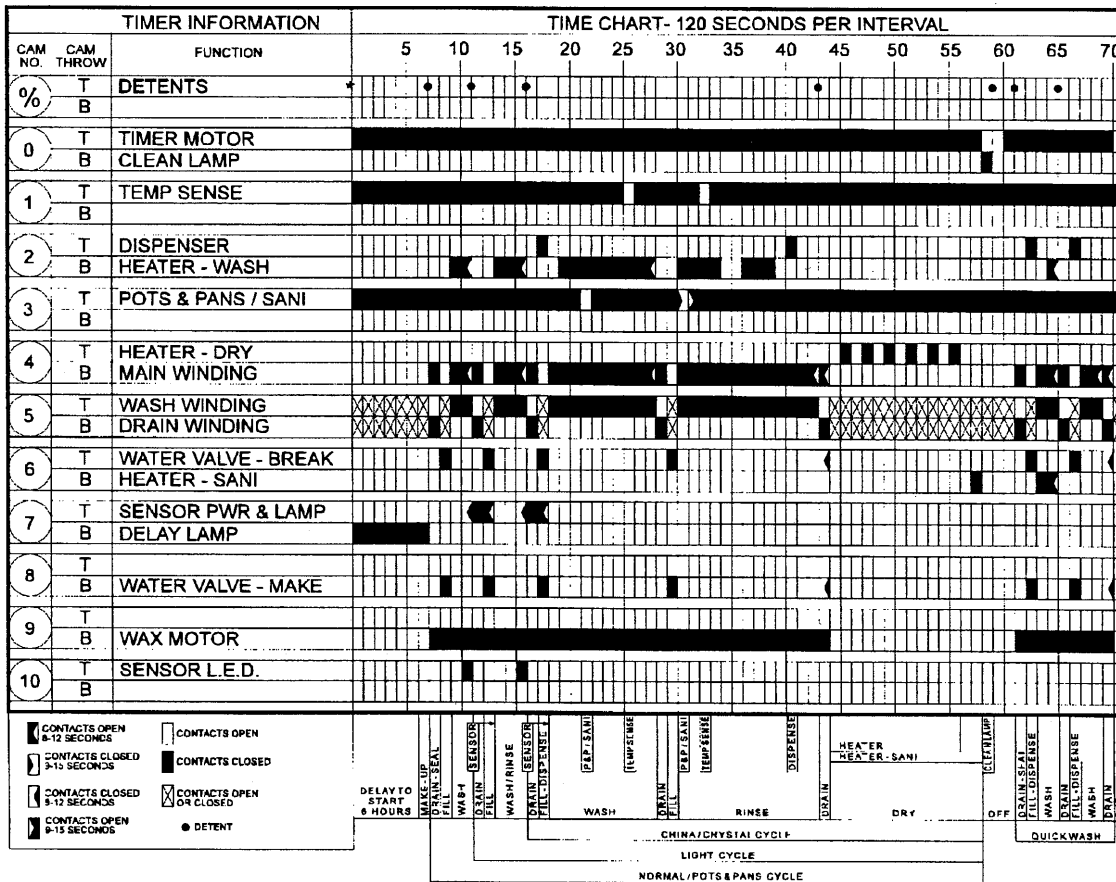 TIMER INFORMATION
TIME CHART- 120 SECONDS PER INTERVAL
CAM NO. CAM THROW FUNCTION 5 10 15 20 25 30 35 40 45 50 55 60 65 70
% T DETENTS
B
0 T TIMER MOTOR
B CLEAN LAMP
1 T TEMP SENSE
B
2 T DISPENSER
B HEATER - WASH
3 T POTS & PANS / SANI
B
4 T HEATER - DRY
B MAIN WINDING
5 T WASH WINDING
B DRAIN WINDING
6 T WATER VALVE - BREAK
B HEATER - SANI
7 T SENSOR PWR & LAMP
B DELAY LAMP
8 T
B WATER VALVE - MAKE
9 T
B WAX MOTOR
10 T SENSOR L.E.D.
B
CONTACTS OPEN 8-12 SECONDS
CONTACTS OPEN
CONTACTS CLOSED 9-15 SECONDS
CONTACTS CLOSED
CONTACTS CLOSED 8-12 SECONDS
CONTACTS OPEN OR CLOSED
CONTACTS OPEN 9-15 SECONDS
DETENT
DELAY TO START 6 HOURS
MAKE-UP
DRAIN-SEAL
FILL
WASH
SENSOR
DRAIN
FILL *
WASH/RINSE
SENSOR
DRAIN
FILL-DISPENSE *
WASH
P&P/SANI
TEMPSENSE
DRAIN
FILL
P&P/SANI
TEMPSENSE
RINSE
DISPENSE
DRAIN
HEATER
HEATER-SANI
DRY
CLEANLAMP
OFF
DRAIN-SEAL
FILL-DISPENSE
WASH
DRAIN
FILL-DISPENSE
WASH
DRAIN
QUICKWASH
CHINA/CRYSTAL CYCLE
LIGHT CYCLE
NORMAL/POTS&PANS CYCLE